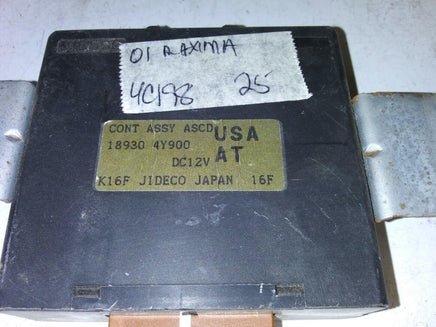 01 MAXIMA
4C198 25
CONT ASSY ASCD USA
18930 4Y900
DC12V AT
K16F JIDECO JAPAN 16F